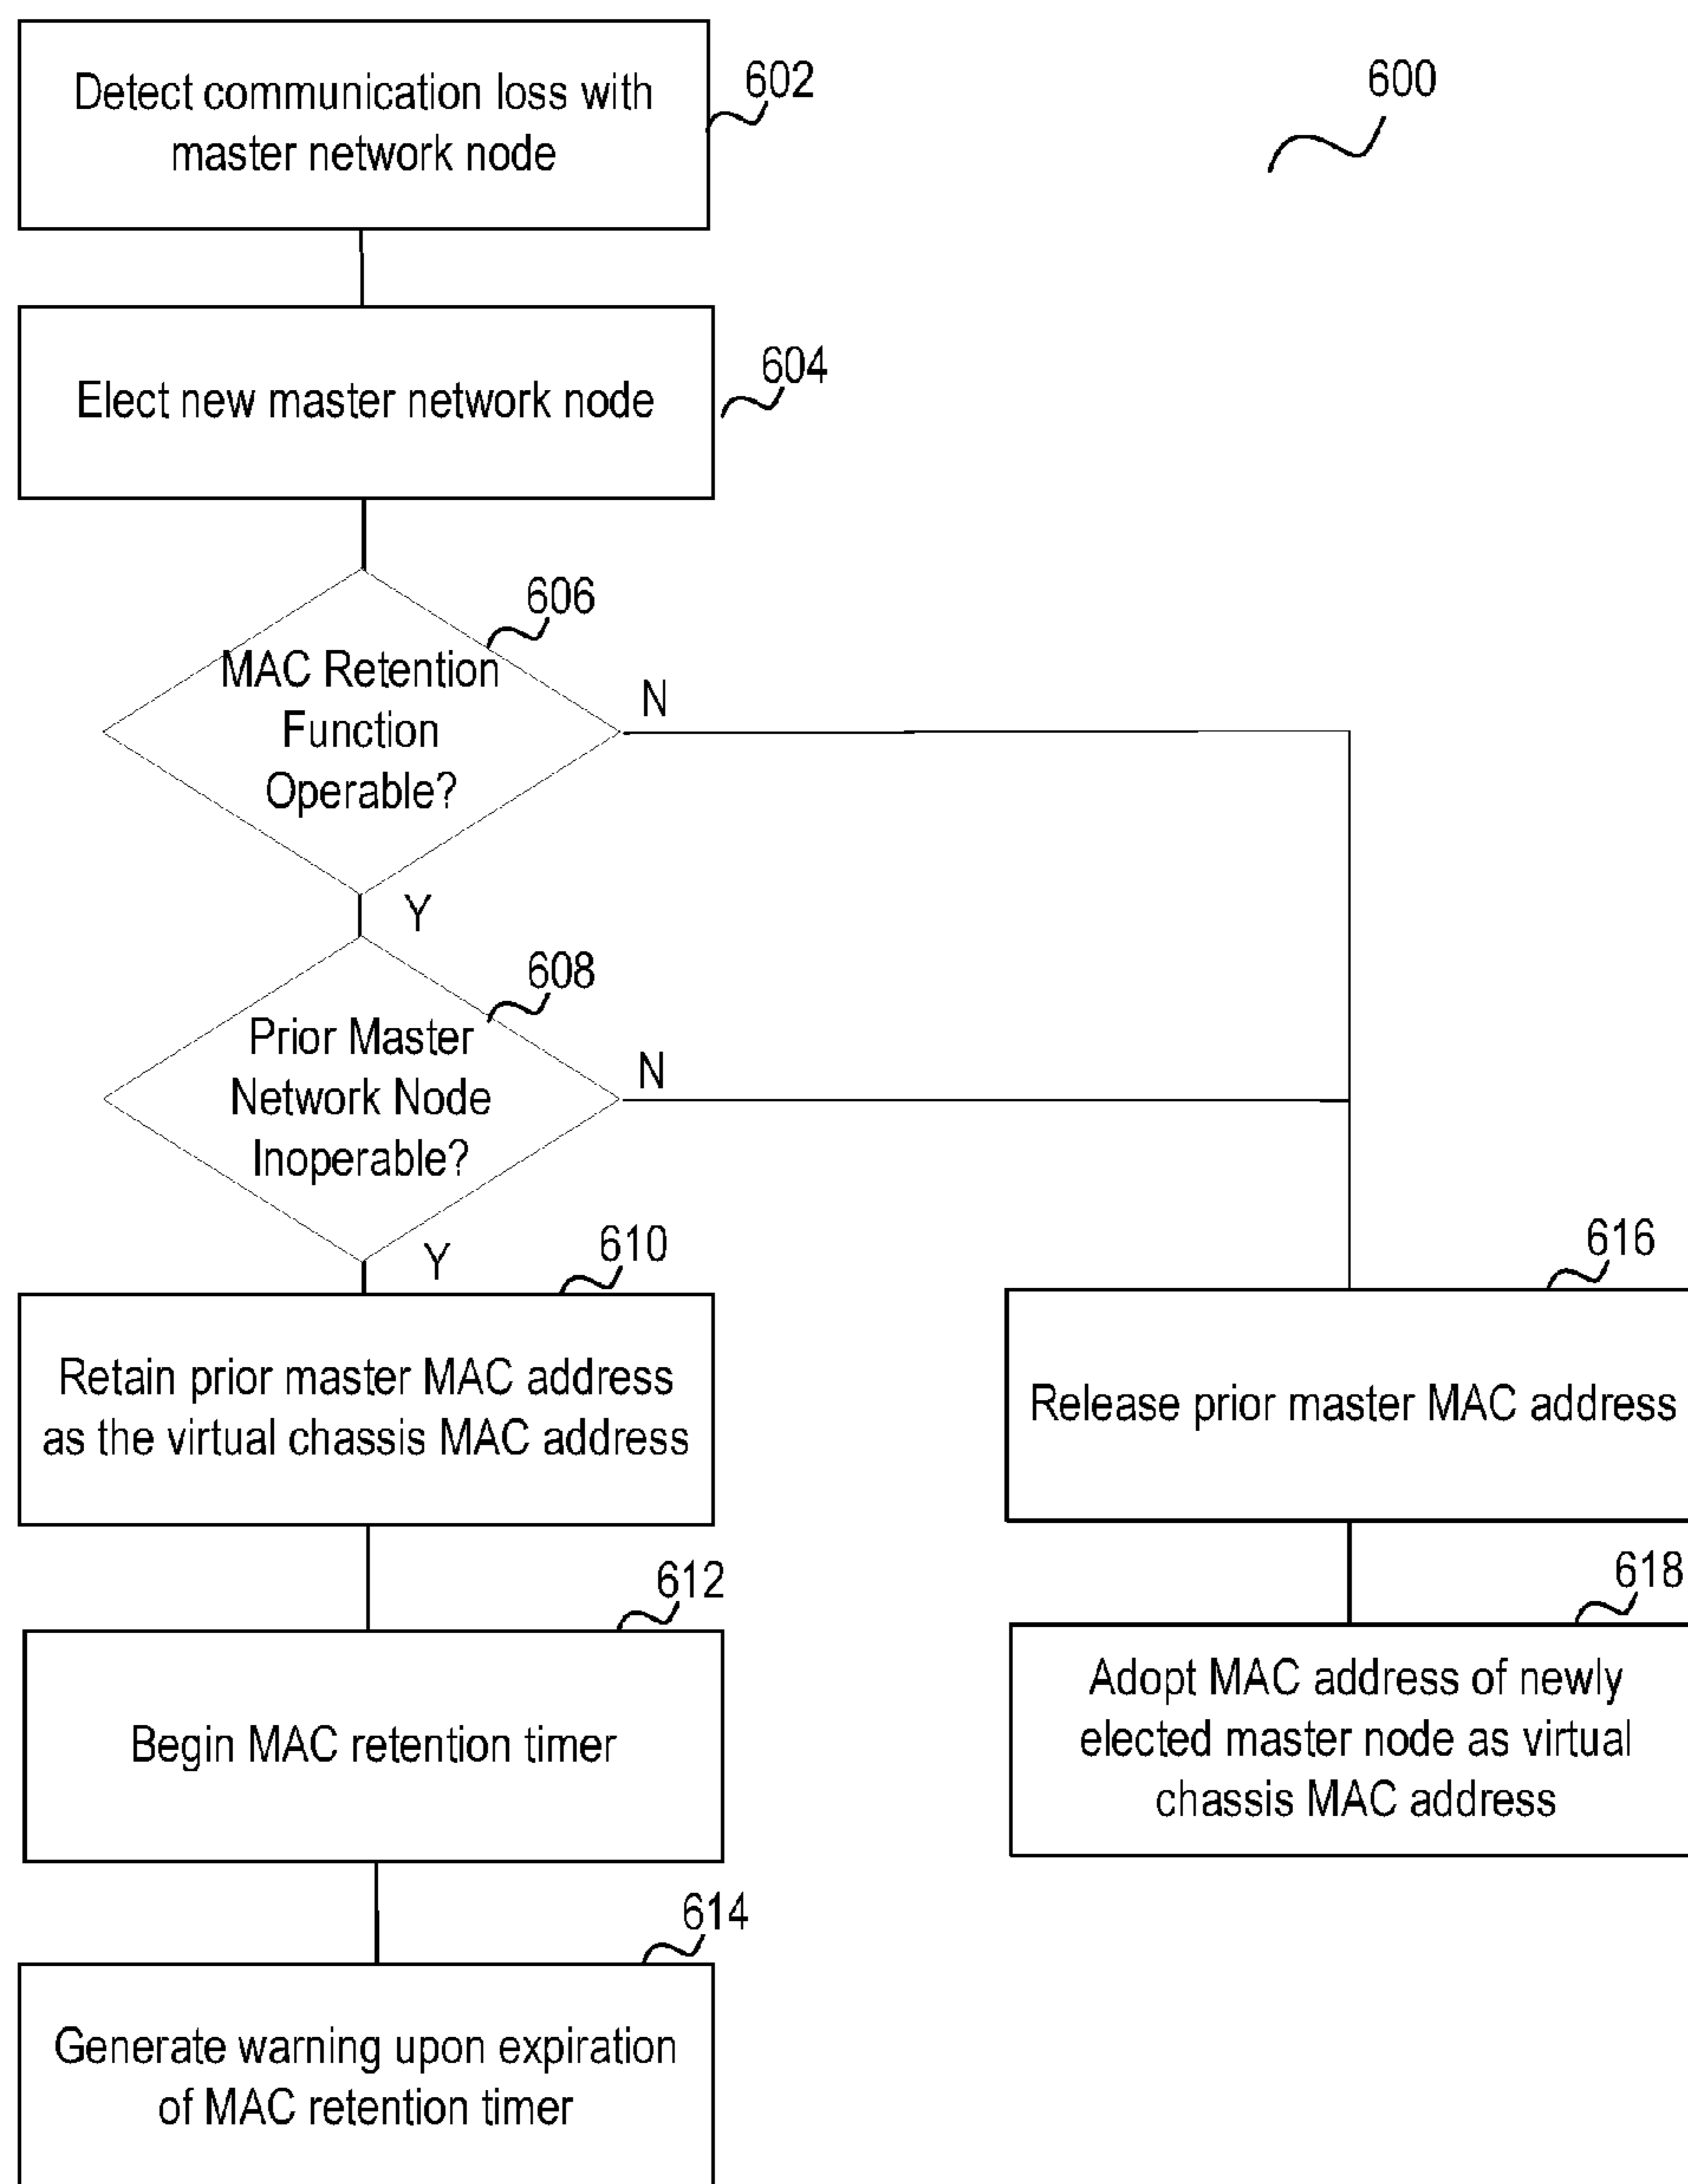 Detect communication loss with
master network node
602
600
Elect new master network node
604
606
MAC Retention
Function
Operable?
N
Y
608
Prior Master
Network Node
Inoperable?
N
Y
610
Retain prior master MAC address
as the virtual chassis MAC address
616
Release prior master MAC address
612
Begin MAC retention timer
618
Adopt MAC address of newly
elected master node as virtual
chassis MAC address
614
Generate warning upon expiration
of MAC retention timer